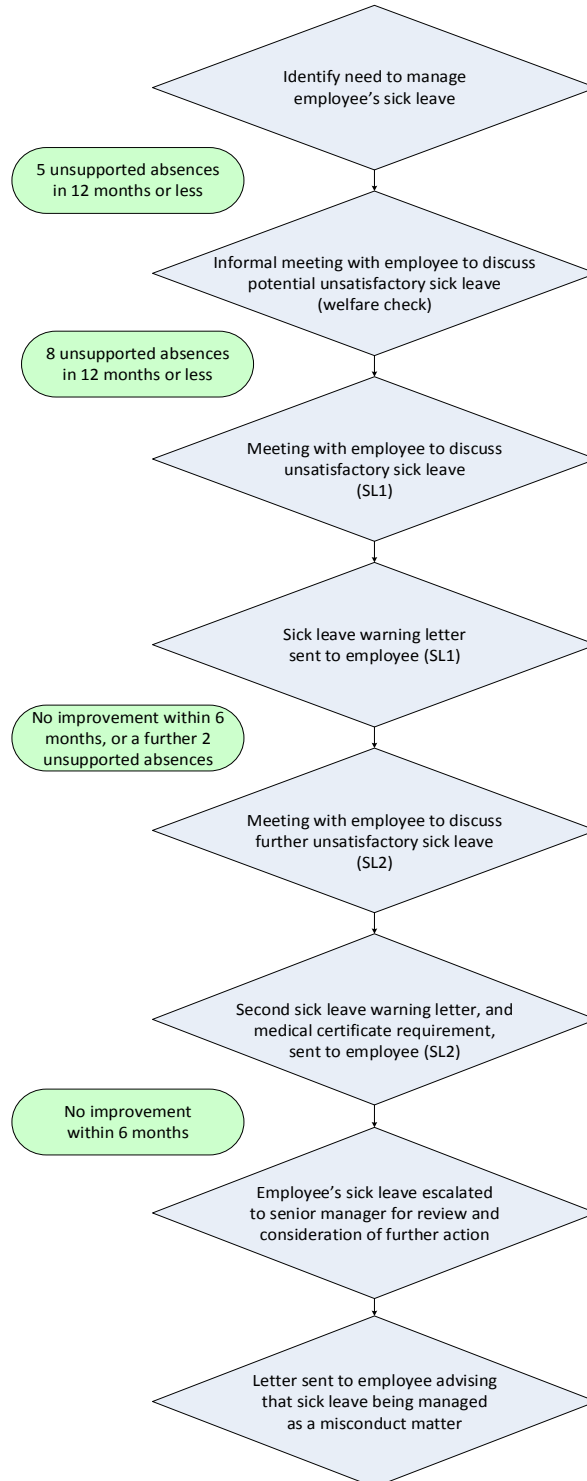 Identify need to manage
employee’s sick leave
5 unsupported absences
in 12 months or less
Informal meeting with employee to discuss
potential unsatisfactory sick leave
(welfare check)
8 unsupported absences
in 12 months or less
Meeting with employee to discuss
unsatisfactory sick leave
(SL1)
Sick leave warning letter
sent to employee (SL1)
No improvement within 6
months, or a further 2
unsupported absences
Meeting with employee to discuss
further unsatisfactory sick leave
(SL2)
Second sick leave warning letter, and
medical certificate requirement,
sent to employee (SL2)
No improvement
within 6 months
Employee’s sick leave escalated
to senior manager for review and
consideration of further action
Letter sent to employee advising
that sick leave being managed
as a misconduct matter